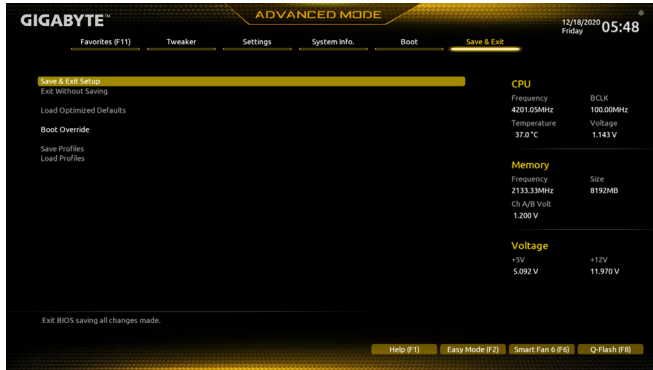 GIGABYTE™
ADVANCED MODE
12/18/2020
Friday
05:48
Favorites (F11) Tweaker Settings System Info. Boot Save & Exit
Save & Exit Setup
Exit Without Saving
Load Optimized Defaults
Boot Override
Save Profiles
Load Profiles
CPU
Frequency BCLK
4201.05MHz 100.00MHz
Temperature Voltage
37.0 °C 1.143 V
Memory
Frequency Size
2133.33MHz 8192MB
Ch A/B Volt
1.200 V
Voltage
+5V +12V
5.092 V 11.970 V
Exit BIOS saving all changes made.
Help (F1) Easy Mode (F2) Smart Fan 6 (F6) Q-Flash (F8)